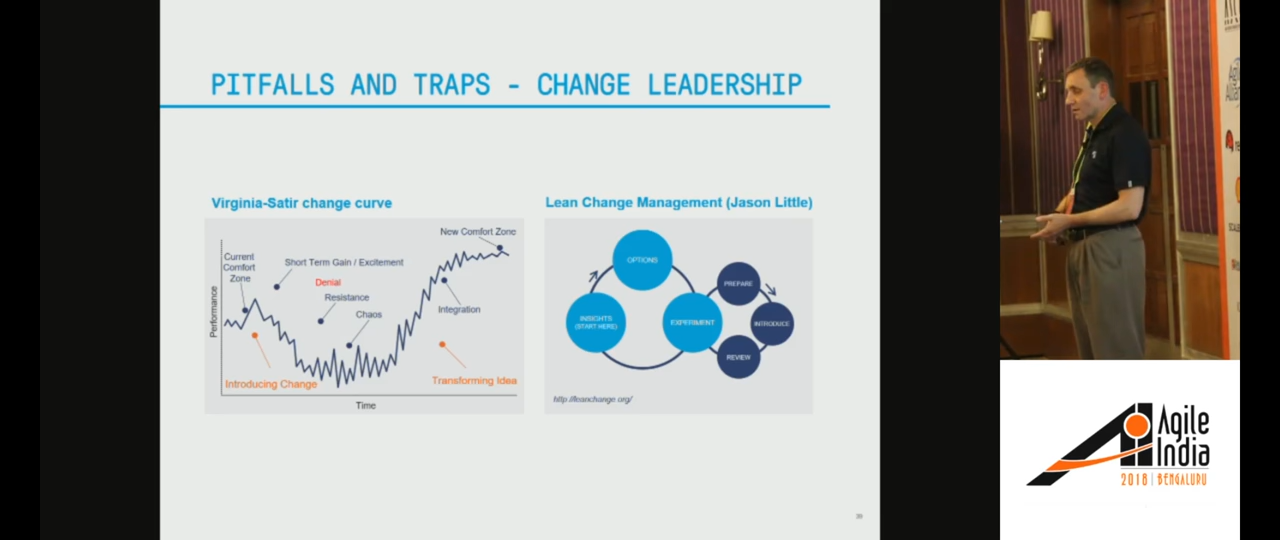 PITFALLS AND TRAPS - CHANGE LEADERSHIP
Virginia-Satir change curve
Performance
Current
Comfort
Zone
Short Term Gain / Excitement
Denial
Resistance
Chaos
New Comfort Zone
Integration
Introducing Change
Transforming Idea
Time
Lean Change Management (Jason Little)
OPTIONS
INSIGHTS
(START HERE)
EXPERIMENT
PREPARE
INTRODUCE
REVIEW
http://leanchange.org/
39
Agile
India
2018 | BENGALURU